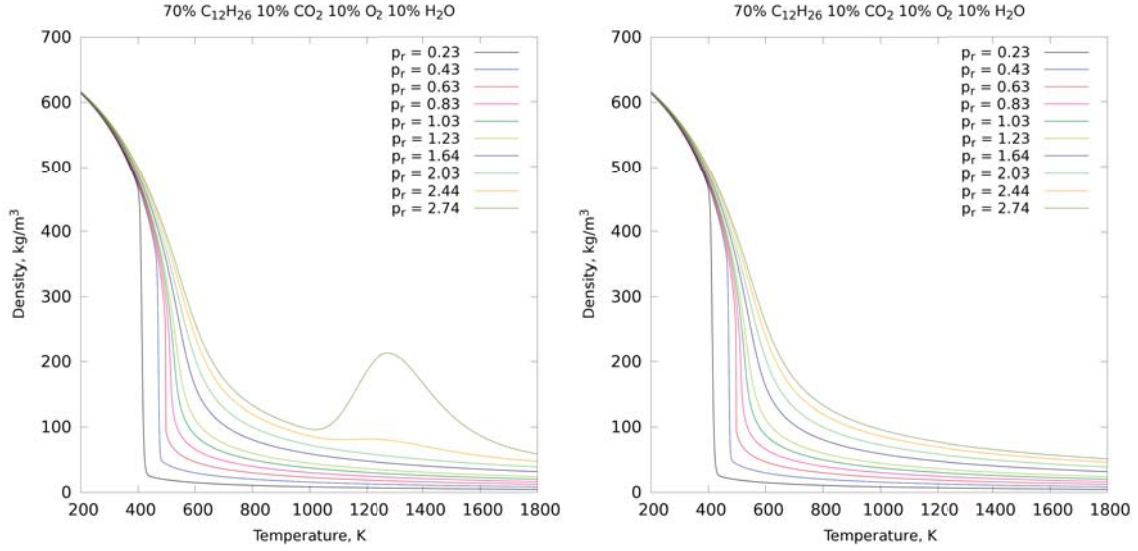 70% C₁₂H₂₆ 10% CO₂ 10% O₂ 10% H₂O
700
600
500
400
300
200
100
0
Density, kg/m³
pᵣ = 0.23
pᵣ = 0.43
pᵣ = 0.63
pᵣ = 0.83
pᵣ = 1.03
pᵣ = 1.23
pᵣ = 1.64
pᵣ = 2.03
pᵣ = 2.44
pᵣ = 2.74
200 400 600 800 1000 1200 1400 1600 1800
Temperature, K
70% C₁₂H₂₆ 10% CO₂ 10% O₂ 10% H₂O
700
600
500
400
300
200
100
0
Density, kg/m³
pᵣ = 0.23
pᵣ = 0.43
pᵣ = 0.63
pᵣ = 0.83
pᵣ = 1.03
pᵣ = 1.23
pᵣ = 1.64
pᵣ = 2.03
pᵣ = 2.44
pᵣ = 2.74
200 400 600 800 1000 1200 1400 1600 1800
Temperature, K